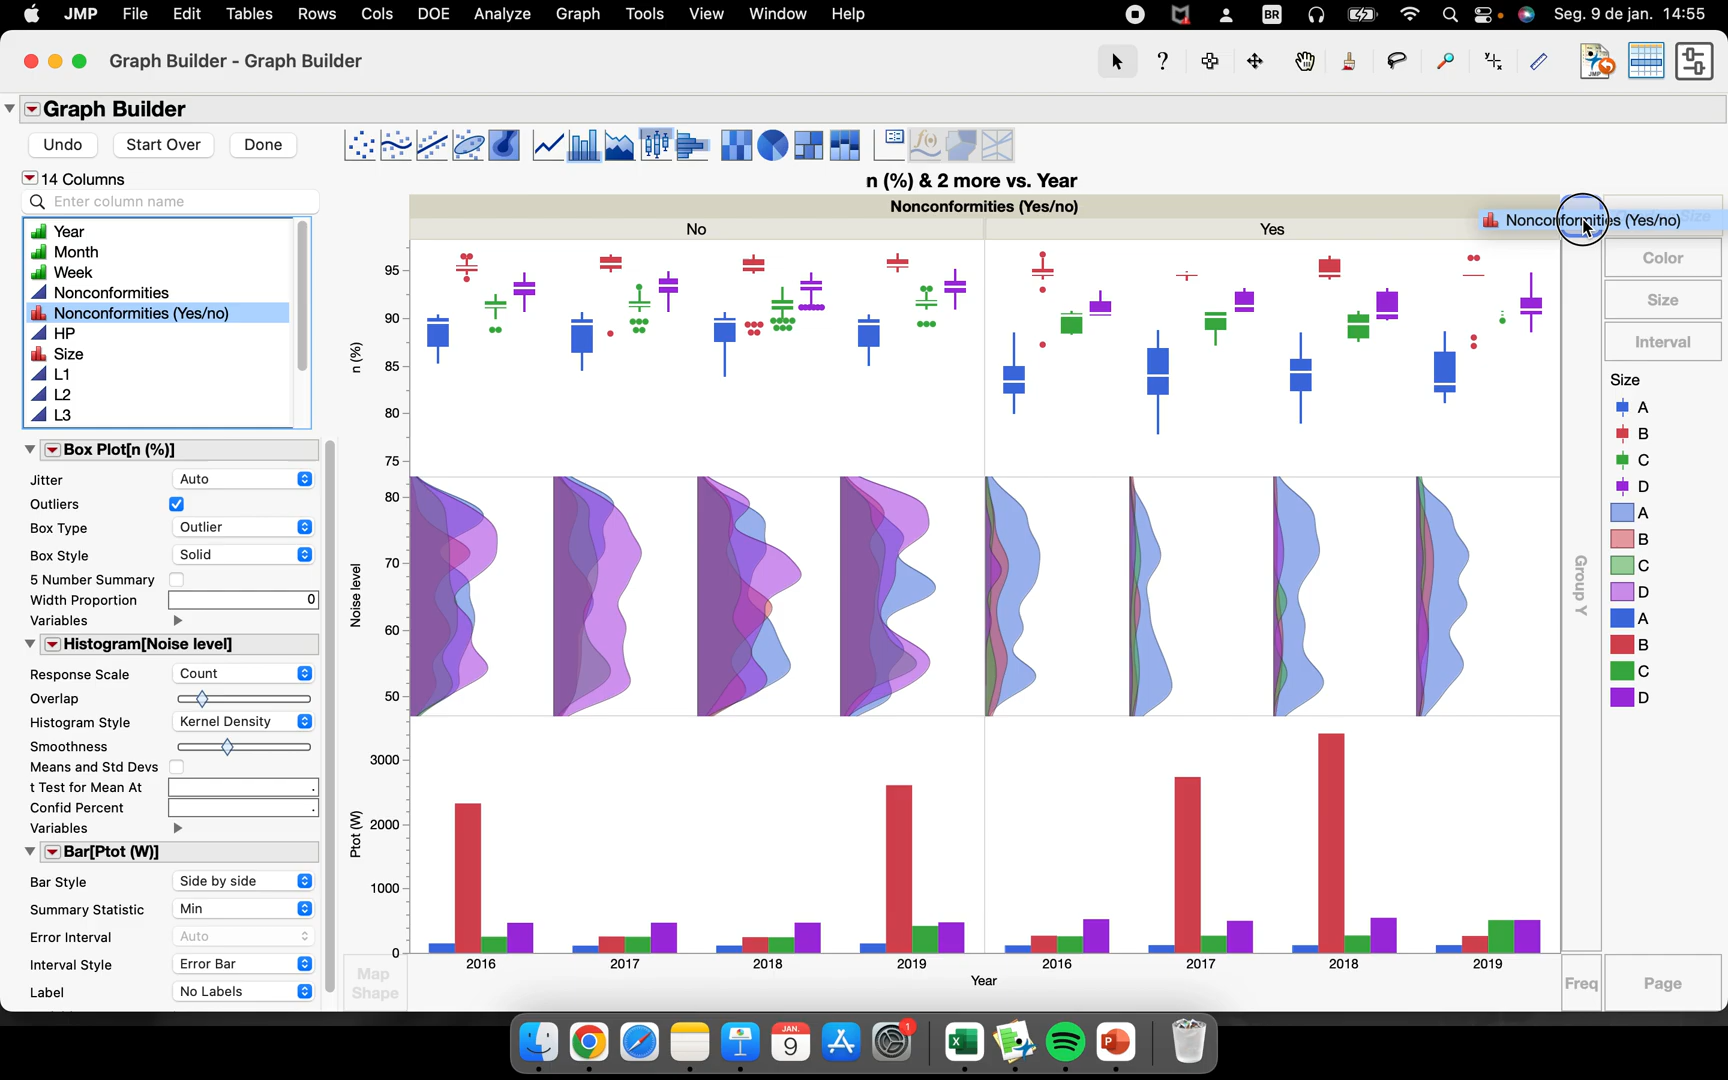 JMP File Edit Tables Rows Cols DOE Analyze Graph Tools View Window Help BR Seg. 9 de jan. 14:55
Graph Builder - Graph Builder
Graph Builder
Undo Start Over Done
14 Columns
Enter column name
Year
Month
Week
Nonconformities
Nonconformities (Yes/no)
HP
Size
L1
L2
L3
Box Plot[n (%)]
Jitter Auto
Outliers
Box Type Outlier
Box Style Solid
5 Number Summary
Width Proportion 0
Variables
Histogram[Noise level]
Response Scale Count
Overlap
Histogram Style Kernel Density
Smoothness
Means and Std Devs
t Test for Mean At .
Confid Percent .
Variables
Bar[Ptot (W)]
Bar Style Side by side
Summary Statistic Min
Error Interval Auto
Interval Style Error Bar
Label No Labels
n (%) & 2 more vs. Year
Nonconformities (Yes/no)
No Yes
n (%)
95
90
85
80
75
Noise level
80
70
60
50
Ptot (W)
3000
2000
1000
0
2016 2017 2018 2019 2016 2017 2018 2019
Year
Map
Shape
Nonconformities (Yes/no)
Color
Size
Interval
Group Y
Size
A
B
C
D
A
B
C
D
A
B
C
D
Freq Page
JAN.
9
1